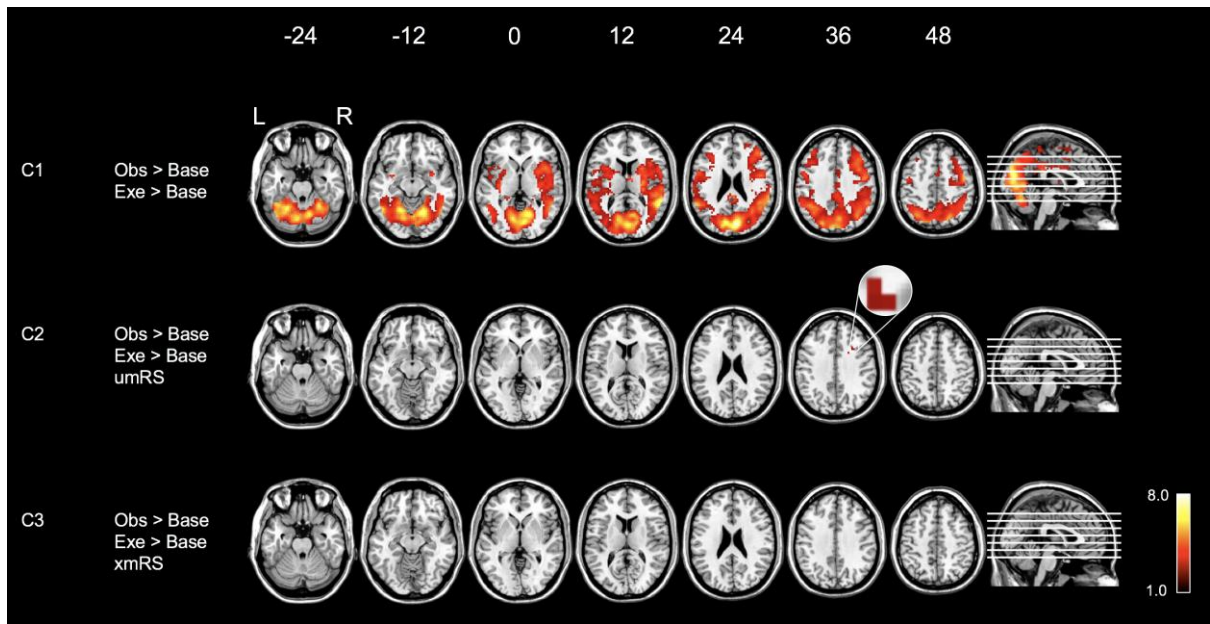 -24 -12 0 12 24 36 48
L R
C1
Obs > Base
Exe > Base
C2
Obs > Base
Exe > Base
umRS
C3
Obs > Base
Exe > Base
xmRS
8.0
1.0